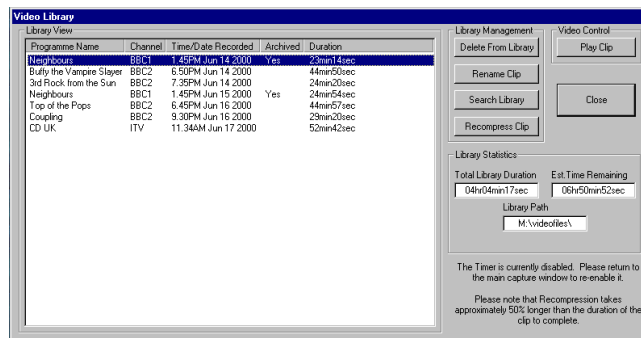 Video Library
Library View
Programme Name Channel Time/Date Recorded Archived Duration
Neighbours BBC1 1.45PM Jun 14 2000 Yes 23min14sec
Buffy the Vampire Slayer BBC2 6.50PM Jun 14 2000 44min50sec
3rd Rock from the Sun BBC2 7.35PM Jun 14 2000 24min20sec
Neighbours BBC1 1.45PM Jun 15 2000 Yes 24min54sec
Top of the Pops BBC2 6.45PM Jun 16 2000 44min57sec
Coupling BBC2 9.30PM Jun 16 2000 29min20sec
CD UK ITV 11.34AM Jun 17 2000 52min42sec
Library Management
Delete From Library
Rename Clip
Search Library
Recompress Clip
Video Control
Play Clip
Close
Library Statistics
Total Library Duration Est.Time Remaining
04hr04min17sec 06hr50min52sec
Library Path
M:\videofiles\
The Timer is currently disabled. Please return to
the main capture window to re-enable it.
Please note that Recompression takes
approximately 50% longer than the duration of the
clip to complete.